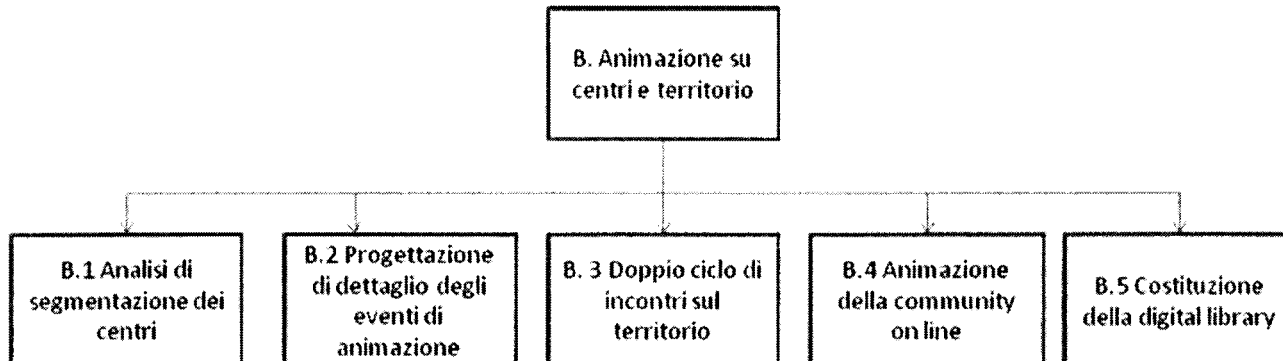 B. Animazione su
centri e territorio
B.1 Analisi di
segmentazione dei
centri
B.2 Progettazione
di dettaglio degli
eventi di
animazione
B. 3 Doppio ciclo di
incontri sul
territorio
B.4 Animazione
della community
on line
B.5 Costituzione
della digital library